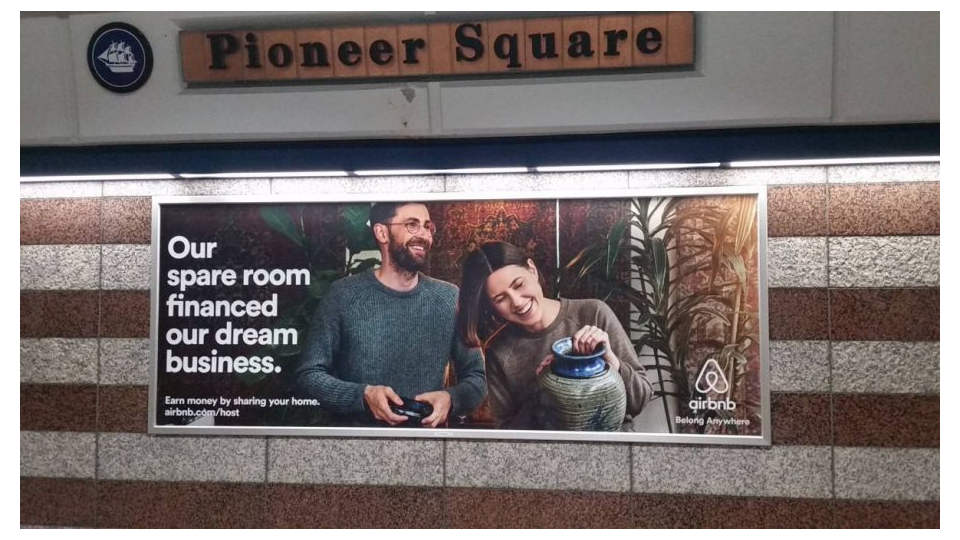 Pioneer Square
Our
spare room
financed
our dream
business.
Earn money by sharing your home.
airbnb.com/host
airbnb
Belong Anywhere